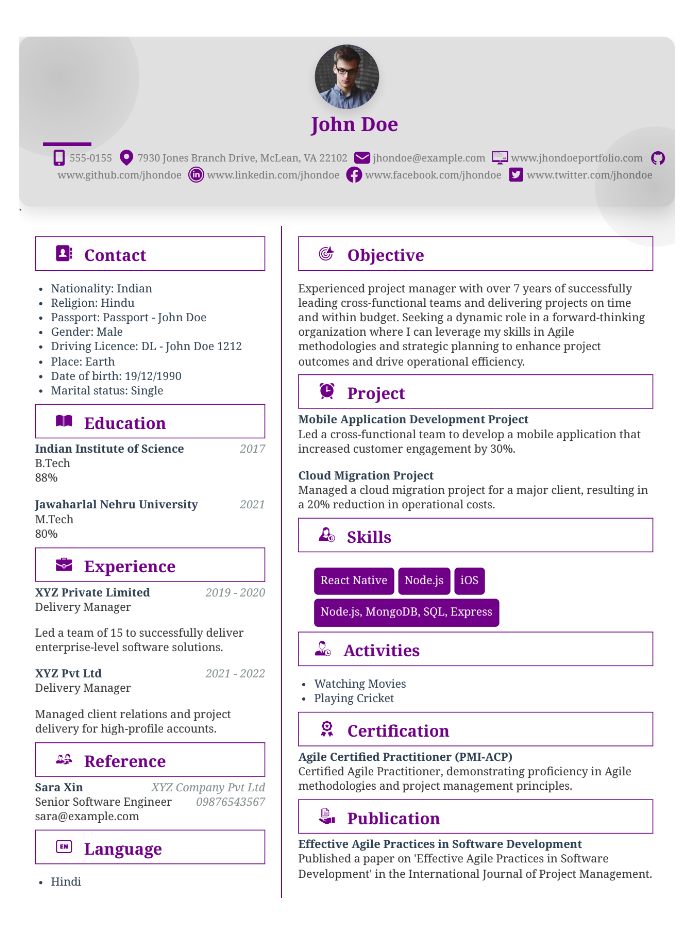 John Doe
555-0155 7930 Jones Branch Drive, McLean, VA 22102 jhondoe@example.com www.jhondoeportfolio.com
www.github.com/jhondoe www.linkedin.com/jhondoe www.facebook.com/jhondoe www.twitter.com/jhondoe
.
Contact
• Nationality: Indian
• Religion: Hindu
• Passport: Passport - John Doe
• Gender: Male
• Driving Licence: DL - John Doe 1212
• Place: Earth
• Date of birth: 19/12/1990
• Marital status: Single
Education
Indian Institute of Science 2017
B.Tech
88%
Jawaharlal Nehru University 2021
M.Tech
80%
Experience
XYZ Private Limited 2019 - 2020
Delivery Manager
Led a team of 15 to successfully deliver
enterprise-level software solutions.
XYZ Pvt Ltd 2021 - 2022
Delivery Manager
Managed client relations and project
delivery for high-profile accounts.
Reference
Sara Xin XYZ Company Pvt Ltd
Senior Software Engineer 09876543567
sara@example.com
Language
• Hindi
Objective
Experienced project manager with over 7 years of successfully
leading cross-functional teams and delivering projects on time
and within budget. Seeking a dynamic role in a forward-thinking
organization where I can leverage my skills in Agile
methodologies and strategic planning to enhance project
outcomes and drive operational efficiency.
Project
Mobile Application Development Project
Led a cross-functional team to develop a mobile application that
increased customer engagement by 30%.
Cloud Migration Project
Managed a cloud migration project for a major client, resulting in
a 20% reduction in operational costs.
Skills
React Native Node.js iOS
Node.js, MongoDB, SQL, Express
Activities
• Watching Movies
• Playing Cricket
Certification
Agile Certified Practitioner (PMI-ACP)
Certified Agile Practitioner, demonstrating proficiency in Agile
methodologies and project management principles.
Publication
Effective Agile Practices in Software Development
Published a paper on 'Effective Agile Practices in Software
Development' in the International Journal of Project Management.